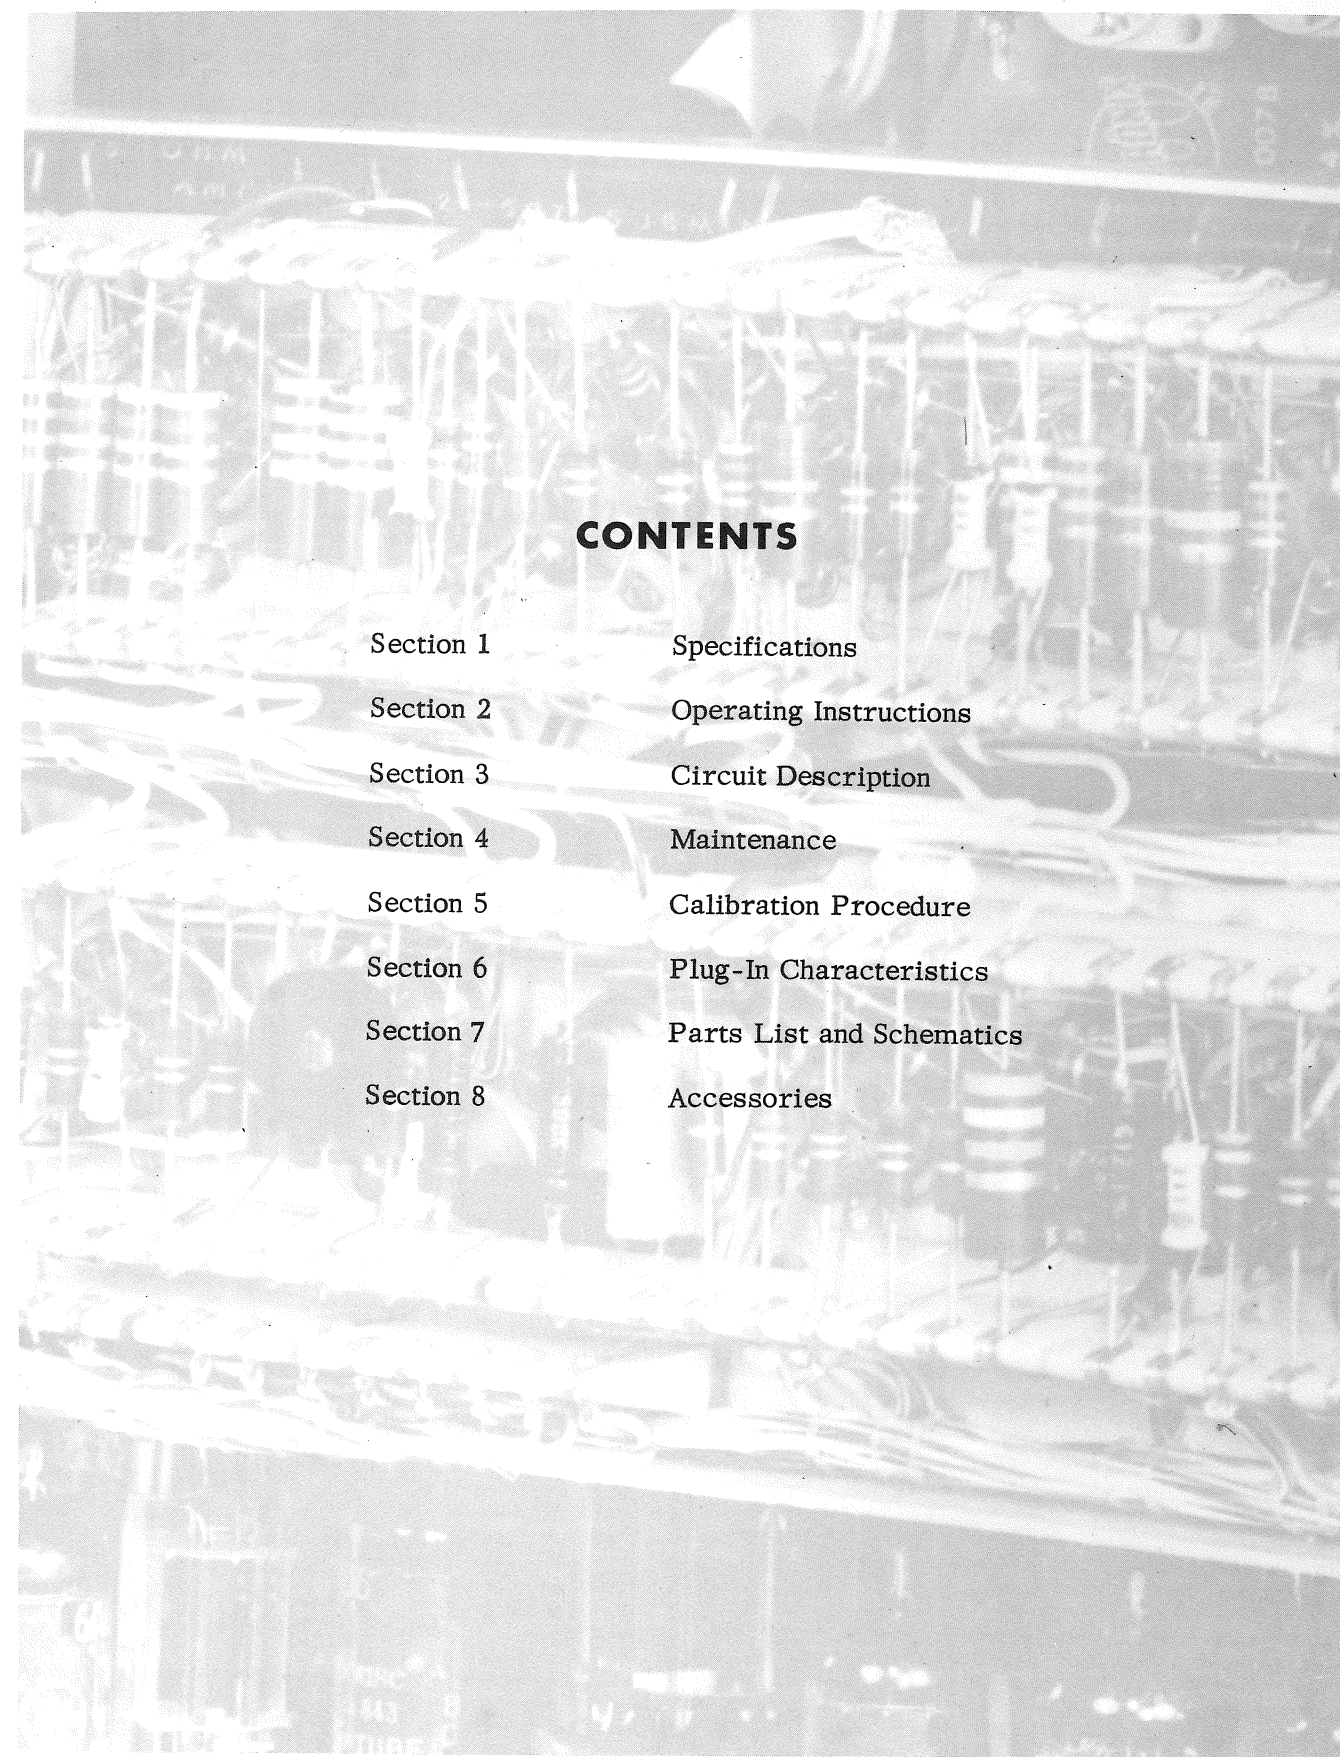 CONTENTS
Section 1 Specifications
Section 2 Operating Instructions
Section 3 Circuit Description
Section 4 Maintenance
Section 5 Calibration Procedure
Section 6 Plug-In Characteristics
Section 7 Parts List and Schematics
Section 8 Accessories